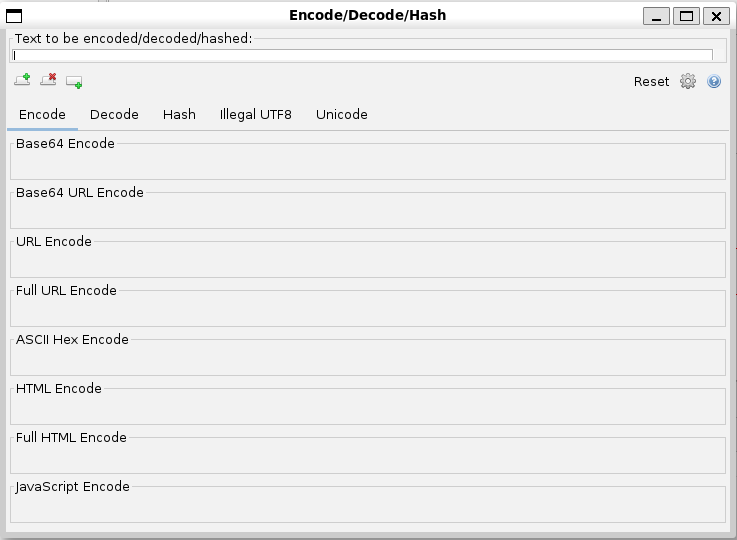 Encode/Decode/Hash
Text to be encoded/decoded/hashed:
Reset
Encode Decode Hash Illegal UTF8 Unicode
Base64 Encode
Base64 URL Encode
URL Encode
Full URL Encode
ASCII Hex Encode
HTML Encode
Full HTML Encode
JavaScript Encode